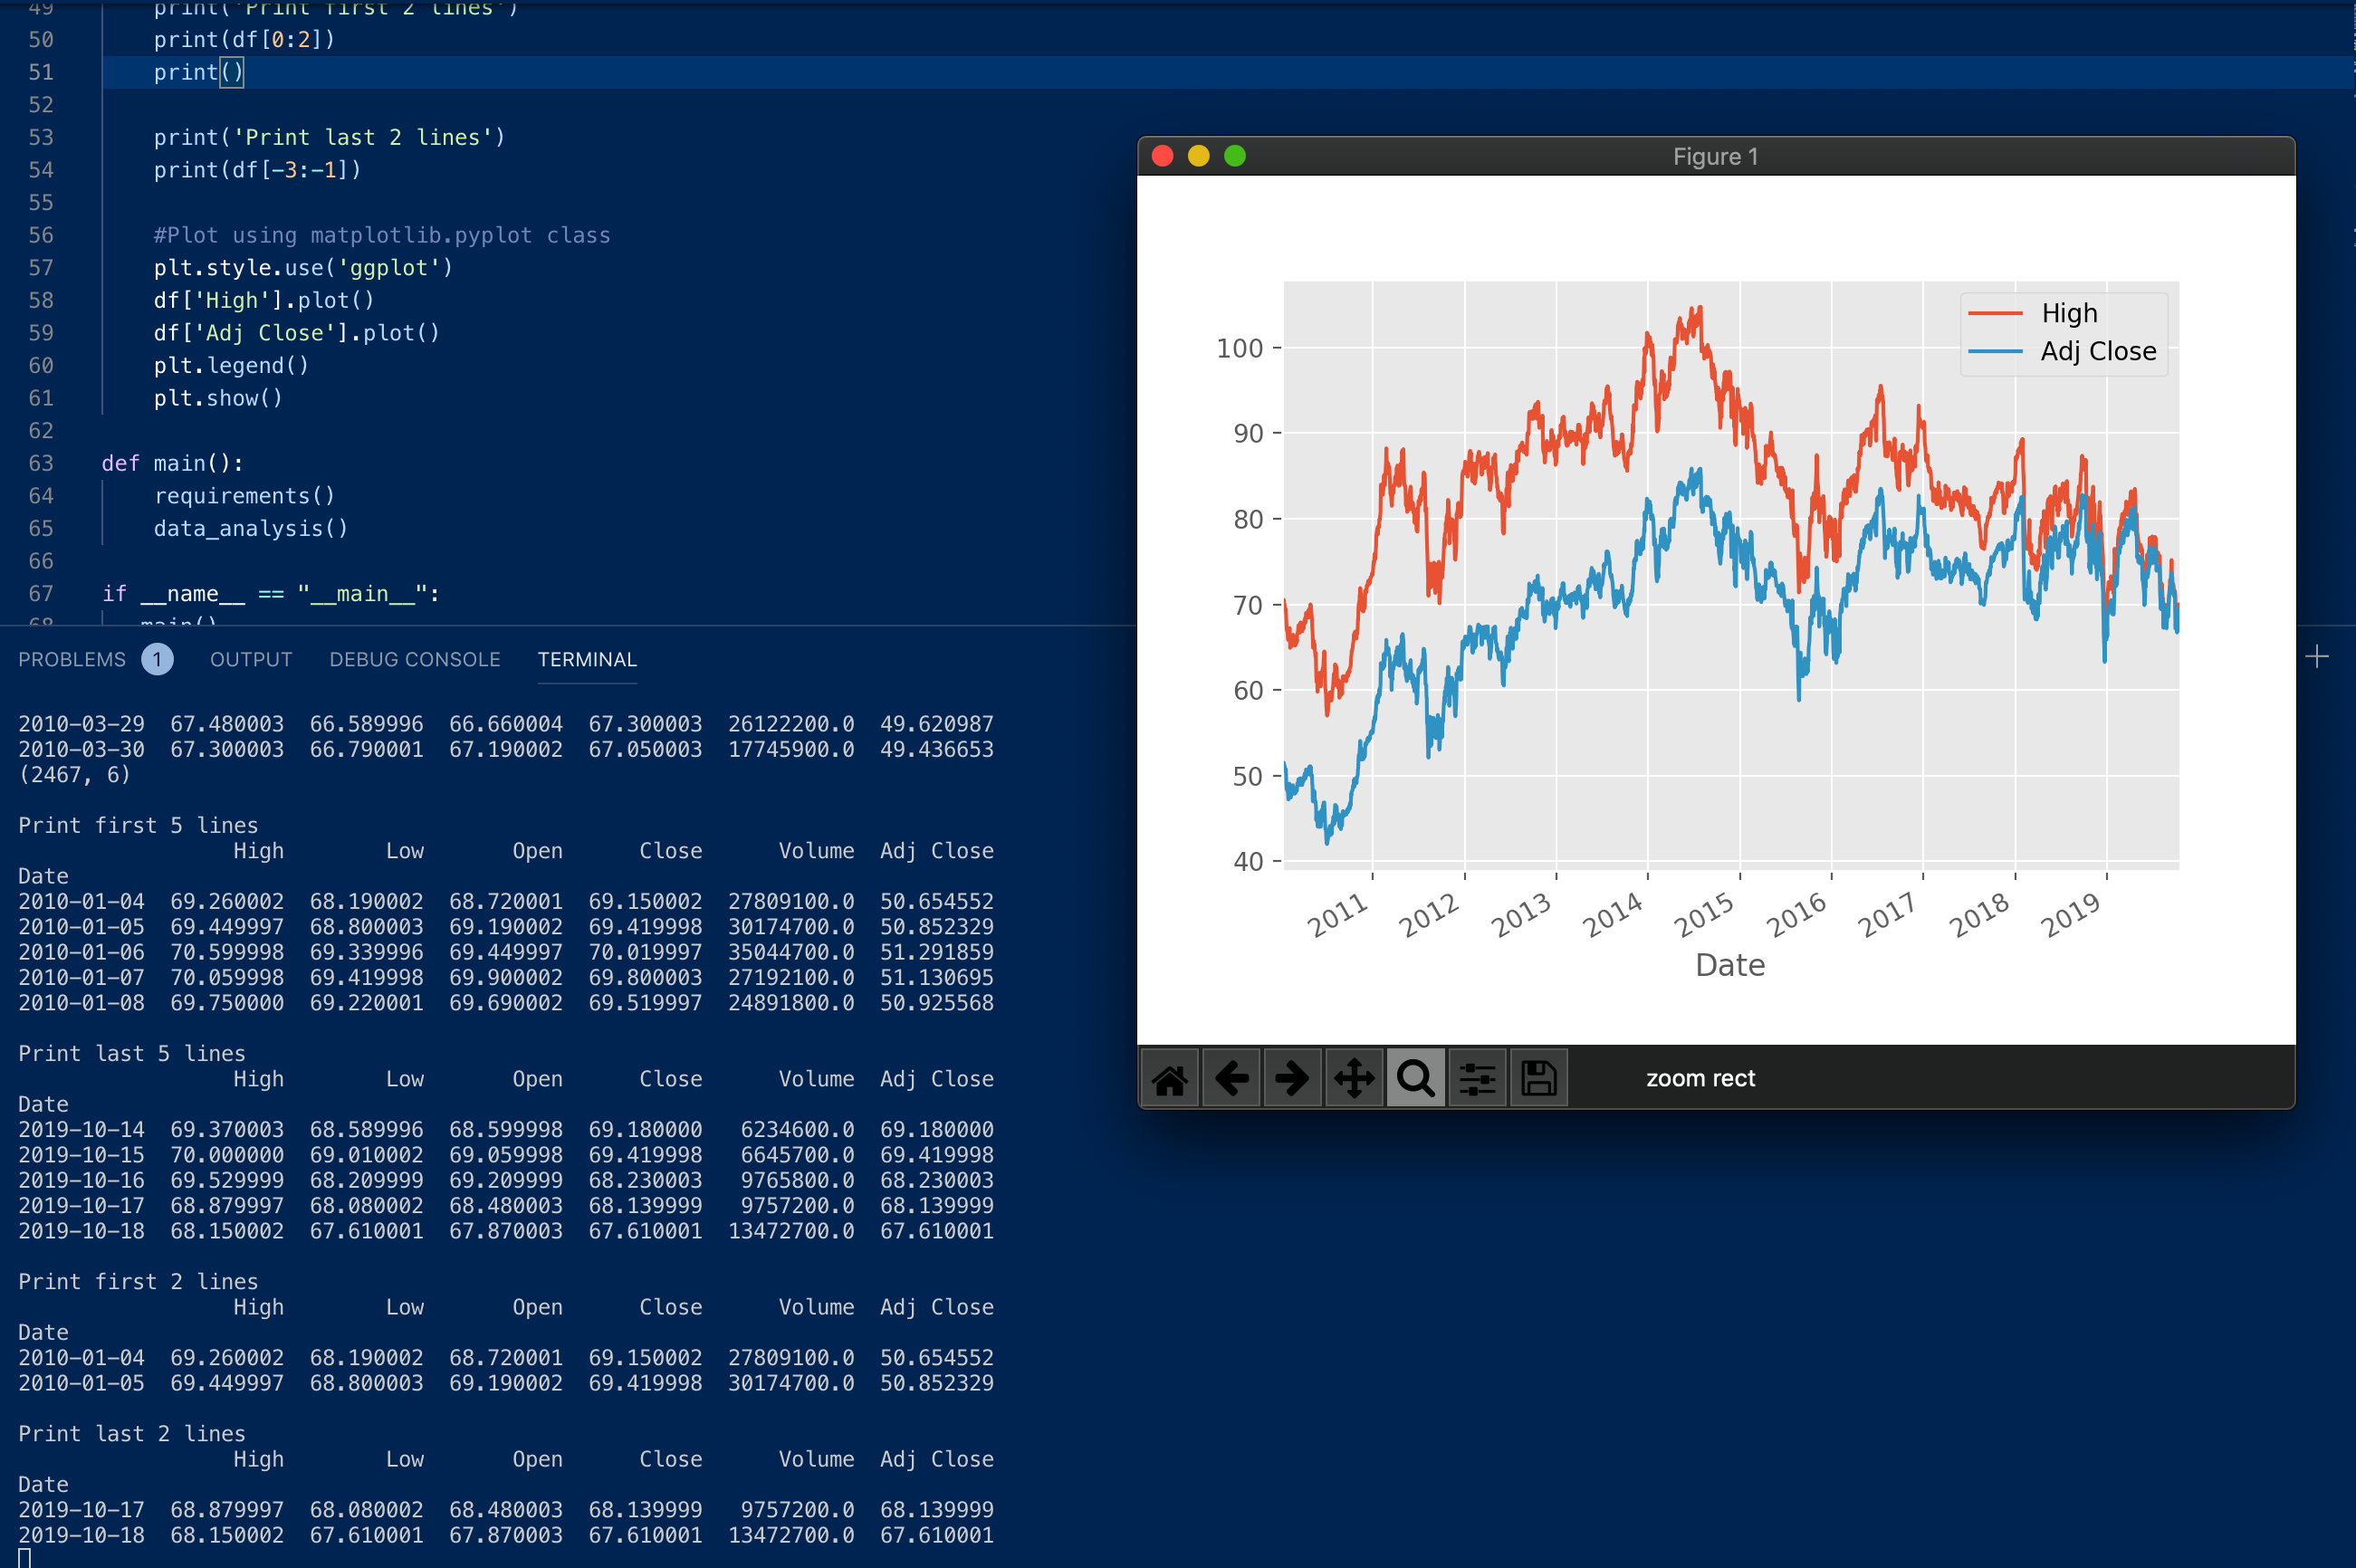 49 print('Print first 2 lines')
50 print(df[0:2])
51 print()
52
53 print('Print last 2 lines')
54 print(df[-3:-1])
55
56 #Plot using matplotlib.pyplot class
57 plt.style.use('ggplot')
58 df['High'].plot()
59 df['Adj Close'].plot()
60 plt.legend()
61 plt.show()
62
63 def main():
64 requirements()
65 data_analysis()
66
67 if __name__ == "__main__":
68 main()
PROBLEMS 1 OUTPUT DEBUG CONSOLE TERMINAL
2010-03-29 67.480003 66.589996 66.660004 67.300003 26122200.0 49.620987
2010-03-30 67.300003 66.790001 67.190002 67.050003 17745900.0 49.436653
(2467, 6)
Print first 5 lines
High Low Open Close Volume Adj Close
Date
2010-01-04 69.260002 68.190002 68.720001 69.150002 27809100.0 50.654552
2010-01-05 69.449997 68.800003 69.190002 69.419998 30174700.0 50.852329
2010-01-06 70.599998 69.339996 69.449997 70.019997 35044700.0 51.291859
2010-01-07 70.059998 69.419998 69.900002 69.800003 27192100.0 51.130695
2010-01-08 69.750000 69.220001 69.690002 69.519997 24891800.0 50.925568
Print last 5 lines
High Low Open Close Volume Adj Close
Date
2019-10-14 69.370003 68.589996 68.599998 69.180000 6234600.0 69.180000
2019-10-15 70.000000 69.010002 69.059998 69.419998 6645700.0 69.419998
2019-10-16 69.529999 68.209999 69.209999 68.230003 9765800.0 68.230003
2019-10-17 68.879997 68.080002 68.480003 68.139999 9757200.0 68.139999
2019-10-18 68.150002 67.610001 67.870003 67.610001 13472700.0 67.610001
Print first 2 lines
High Low Open Close Volume Adj Close
Date
2010-01-04 69.260002 68.190002 68.720001 69.150002 27809100.0 50.654552
2010-01-05 69.449997 68.800003 69.190002 69.419998 30174700.0 50.852329
Print last 2 lines
High Low Open Close Volume Adj Close
Date
2019-10-17 68.879997 68.080002 68.480003 68.139999 9757200.0 68.139999
2019-10-18 68.150002 67.610001 67.870003 67.610001 13472700.0 67.610001
Figure 1
High
Adj Close
100
90
80
70
60
50
40
2011 2012 2013 2014 2015 2016 2017 2018 2019
Date
zoom rect